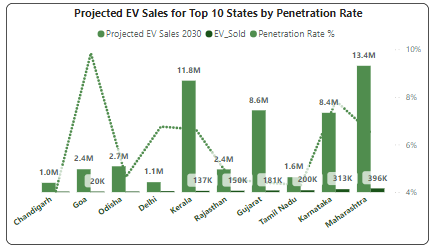 Projected EV Sales for Top 10 States by Penetration Rate
Projected EV Sales 2030 EV_Sold Penetration Rate %
13.4M
11.8M
10%
8.6M
8.4M
8%
6%
2.7M
2.4M
2.4M
1.0M
1.1M
1.6M
20K
137K
150K
181K
200K
313K
396K
4%
Chandigarh
Goa
Odisha
Delhi
Kerala
Rajasthan
Gujarat
Tamil Nadu
Karnataka
Maharashtra